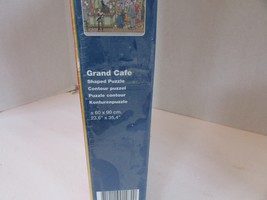 Grand Cafe
Shaped Puzzle
Contour puzzel
Puzzle contour
Konturenpuzzle
± 60 x 90 cm.
23,6" x 35,4"